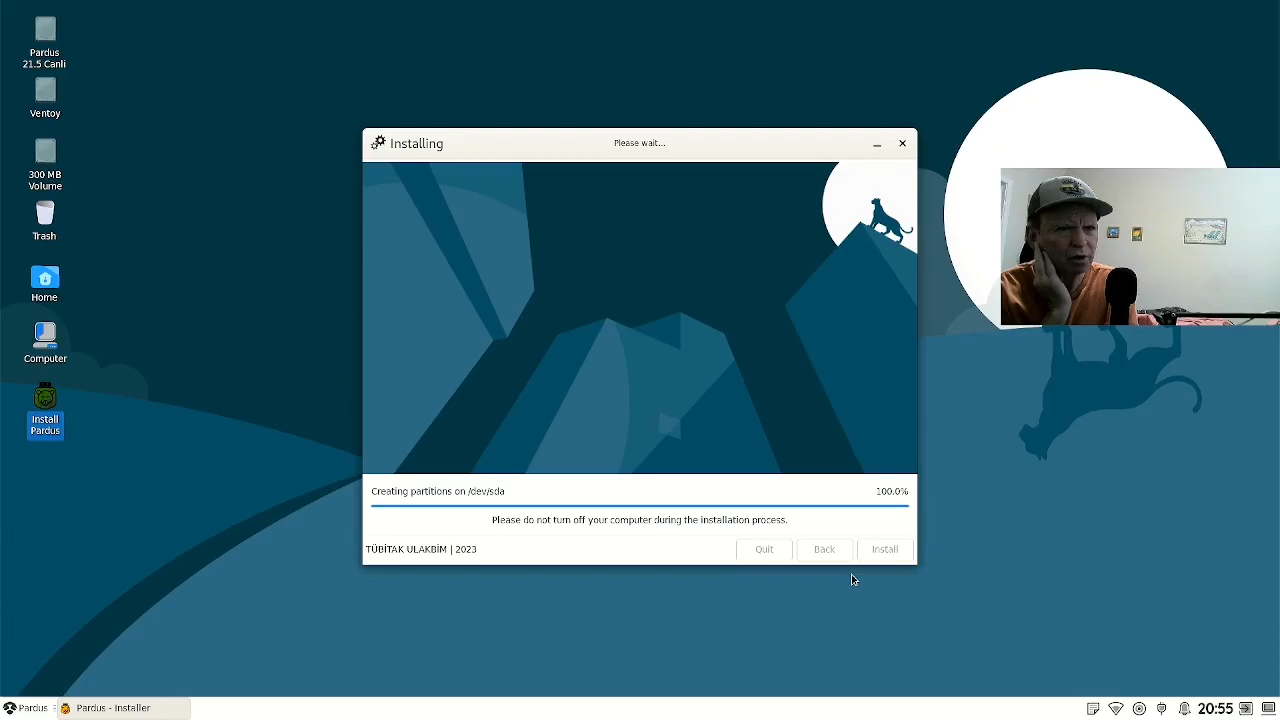 Pardus
21.5 Canli
Ventoy
300 MB
Volume
Trash
Home
Computer
Install
Pardus
Installing
Please wait...
Creating partitions on /dev/sda
100.0%
Please do not turn off your computer during the installation process.
TÜBİTAK ULAKBİM | 2023
Quit
Back
Install
Pardus
Pardus - Installer
20:55